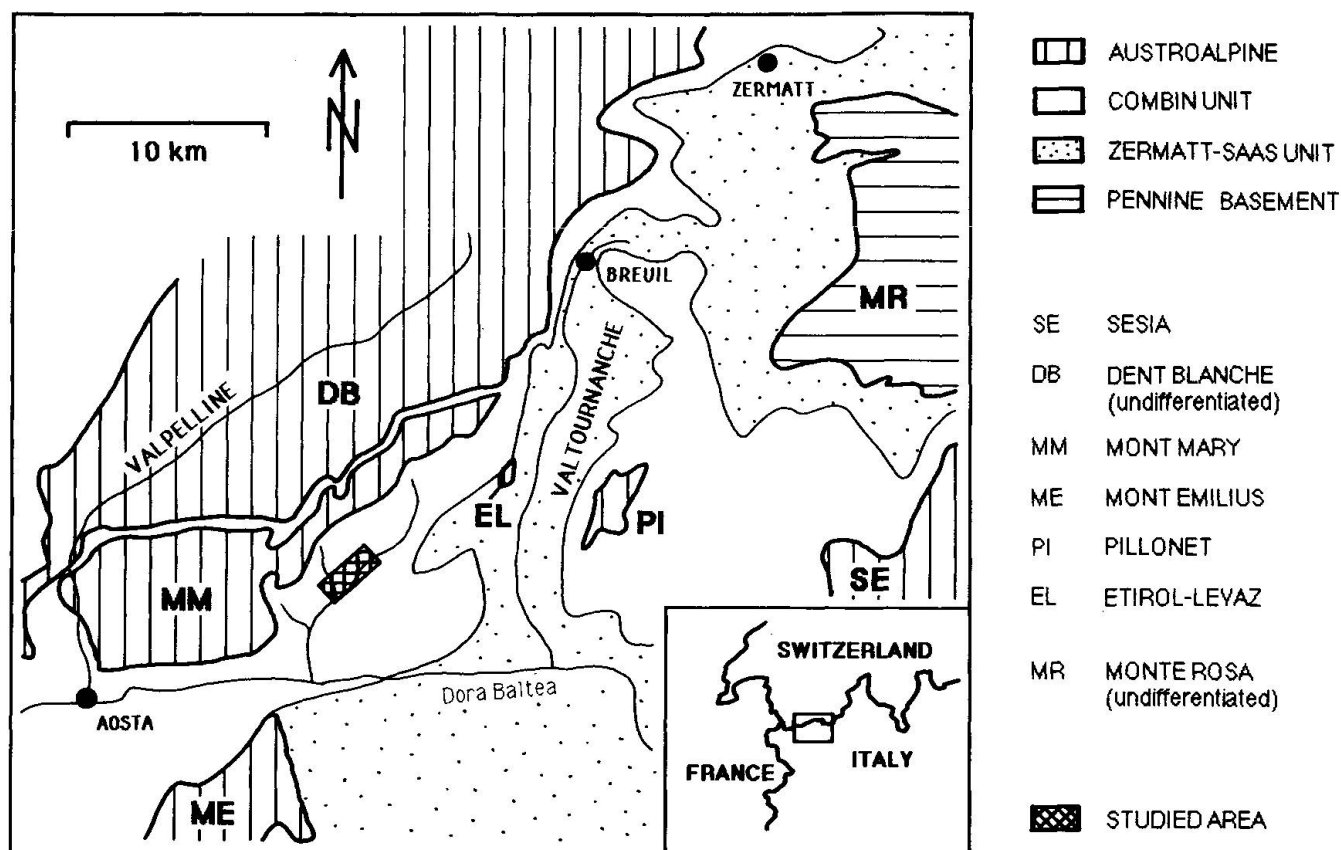 N
10 km
ZERMATT
BREUIL
MR
DB
VALPELLINE
VALTOURNANCHE
EL
PI
MM
SE
Dora Baltea
AOSTA
ME
SWITZERLAND
FRANCE
ITALY
AUSTROALPINE
COMBIN UNIT
ZERMATT-SAAS UNIT
PENNINE BASEMENT
SE SESIA
DB DENT BLANCHE
(undifferentiated)
MM MONT MARY
ME MONT EMILIUS
PI PILLONET
EL ETIROL-LEVAZ
MR MONTE ROSA
(undifferentiated)
STUDIED AREA